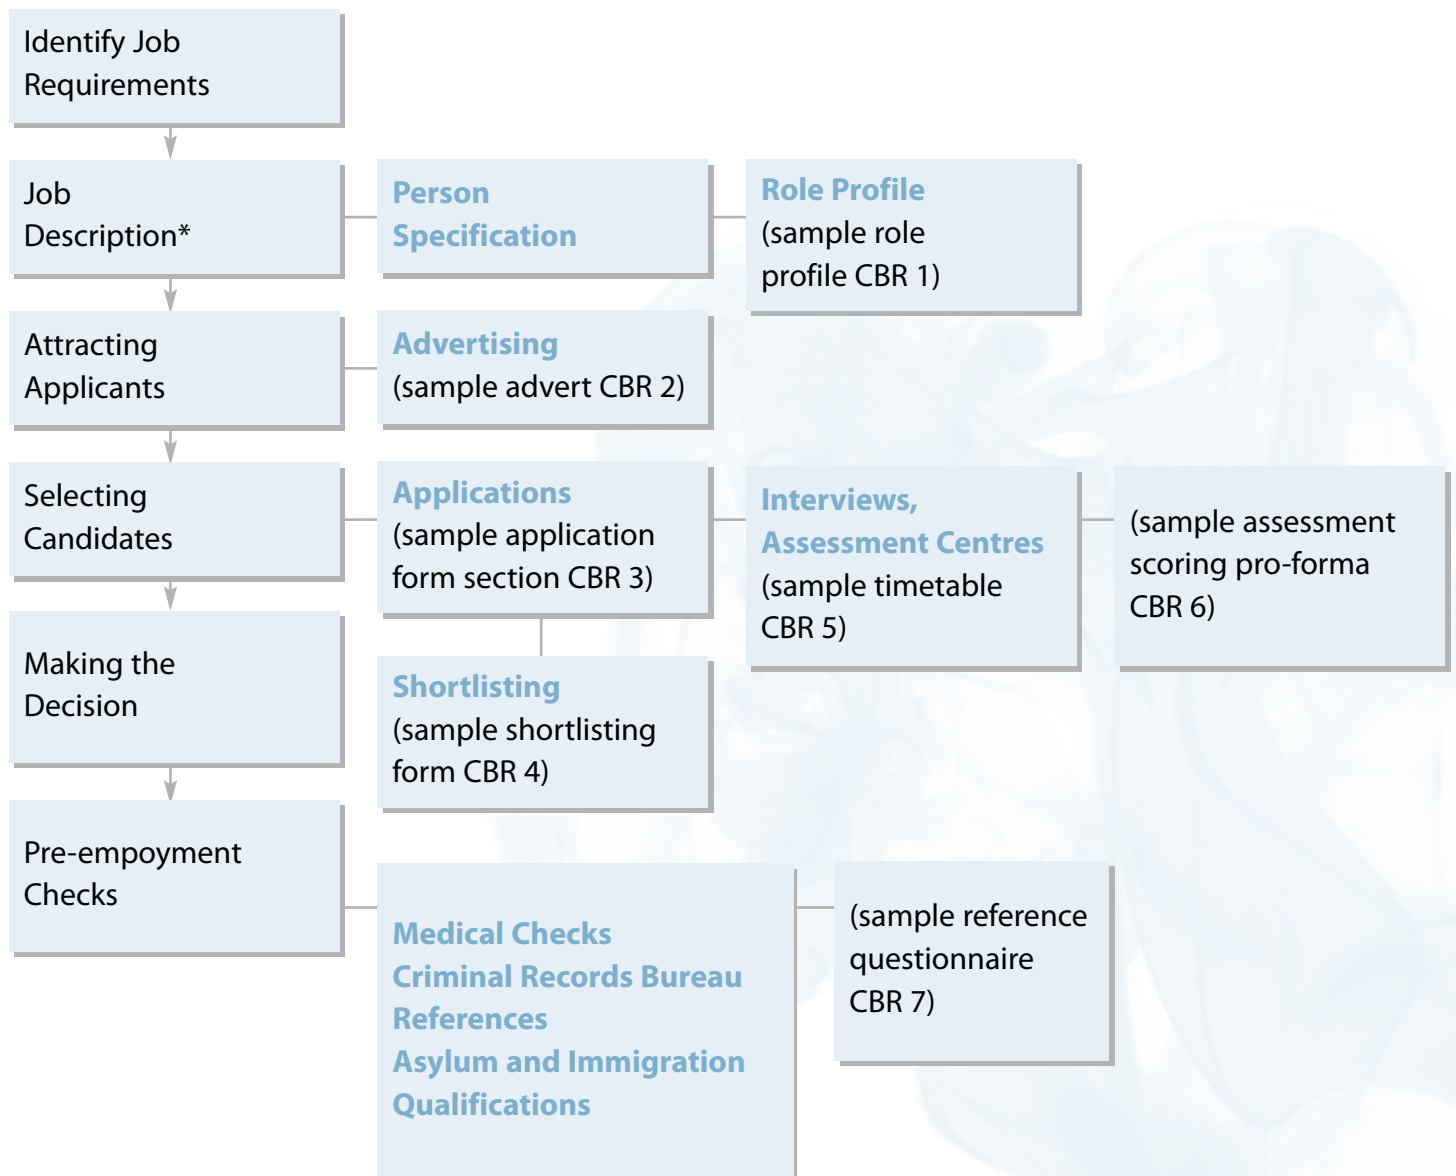 Identify Job
Requirements
Job
Description*
Person
Specification
Role Profile
(sample role
profile CBR 1)
Attracting
Applicants
Advertising
(sample advert CBR 2)
Selecting
Candidates
Applications
(sample application
form section CBR 3)
Interviews,
Assessment Centres
(sample timetable
CBR 5)
(sample assessment
scoring pro-forma
CBR 6)
Making the
Decision
Shortlisting
(sample shortlisting
form CBR 4)
Pre-empoyment
Checks
Medical Checks
Criminal Records Bureau
References
Asylum and Immigration
Qualifications
(sample reference
questionnaire
CBR 7)